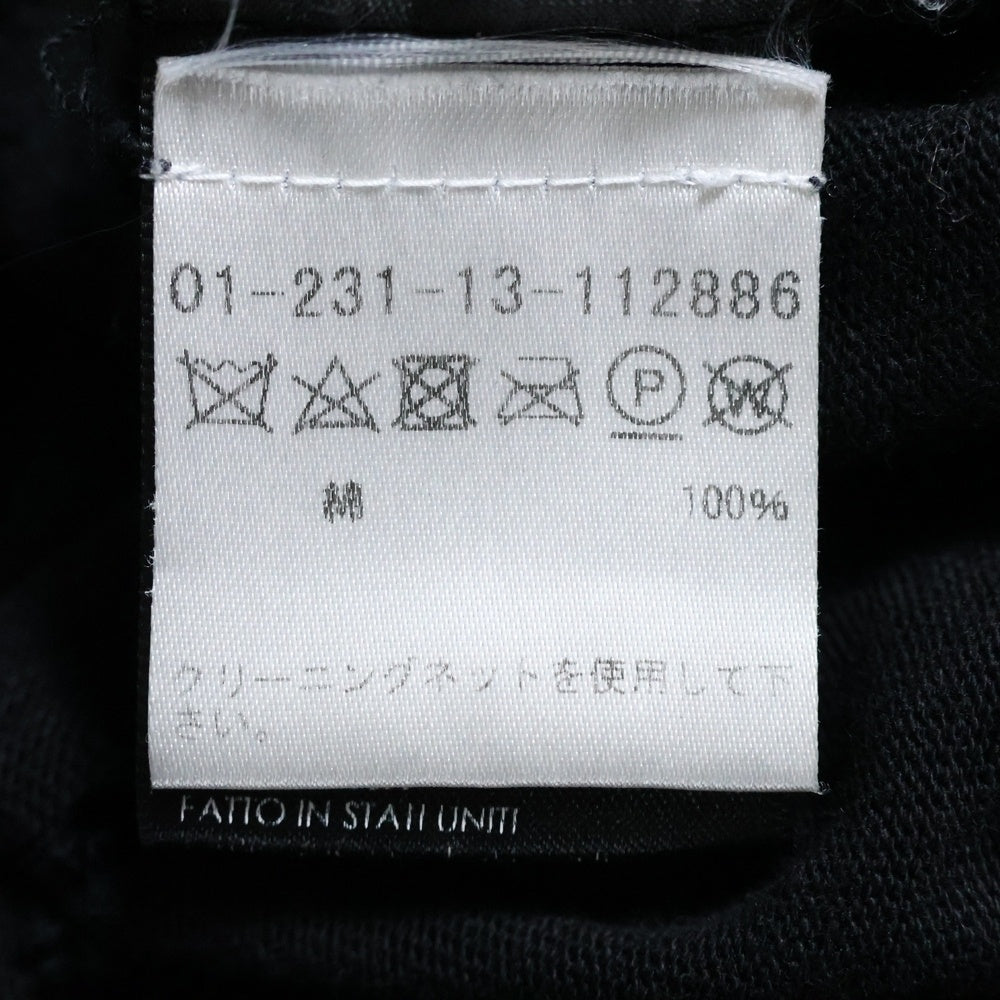 01-231-13-112886
P W
綿 100%
クリーニングネットを使用して下
さい。
FATTO IN STATI UNITI